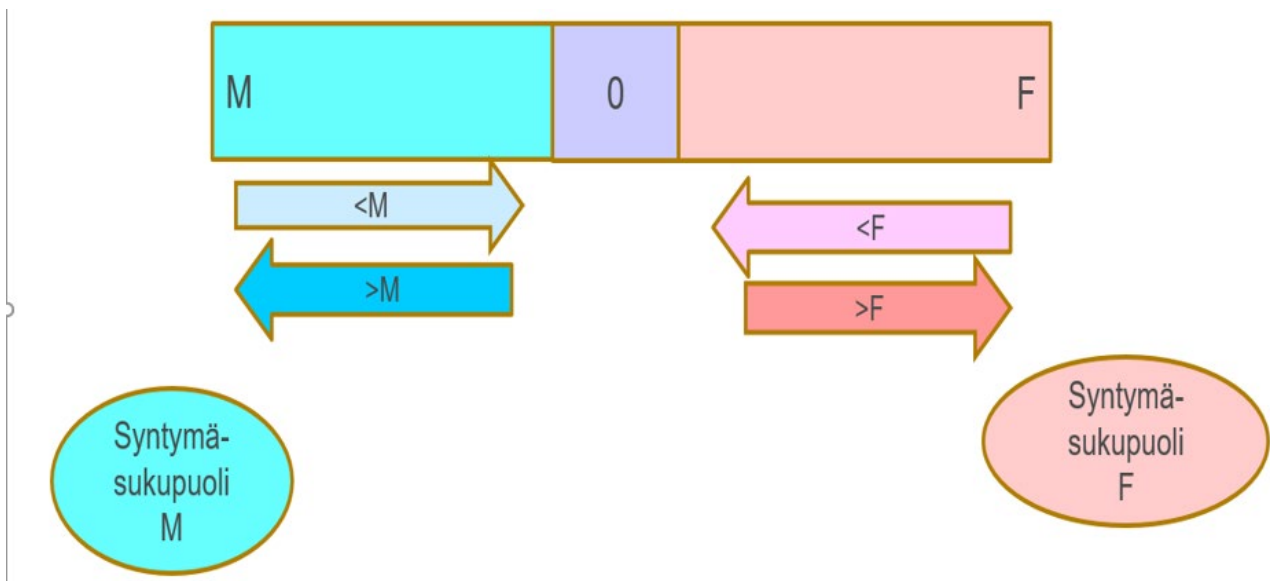 M 0 F
<M
<F
>M
>F
Syntymä-
sukupuoli
M
Syntymä-
sukupuoli
F